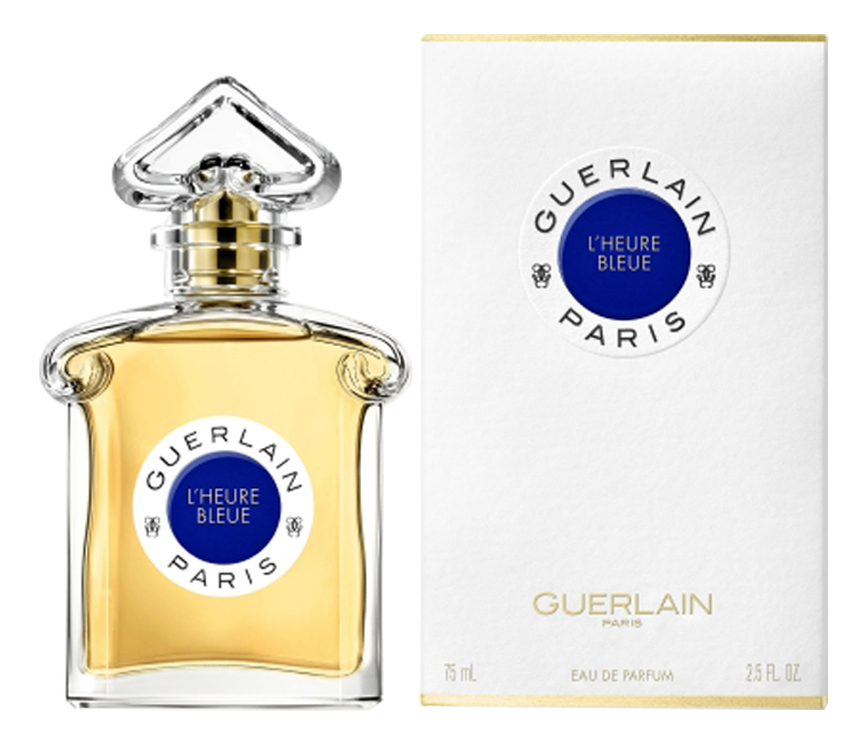 GUERLAIN
L'HEURE
BLEUE
PARIS
GUERLAIN
L'HEURE
BLEUE
PARIS
GUERLAIN
PARIS
75 mL
EAU DE PARFUM
2.5 FL. OZ.